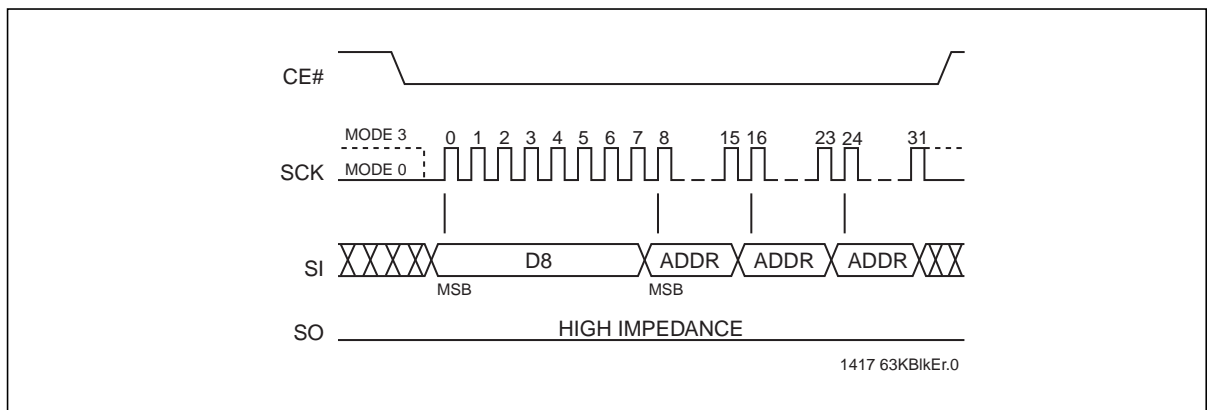 CE#
MODE 3
0 1 2 3 4 5 6 7 8 15 16 23 24 31
SCK
MODE 0
SI
D8 ADDR ADDR ADDR
MSB MSB
SO
HIGH IMPEDANCE
1417 63KBlkEr.0